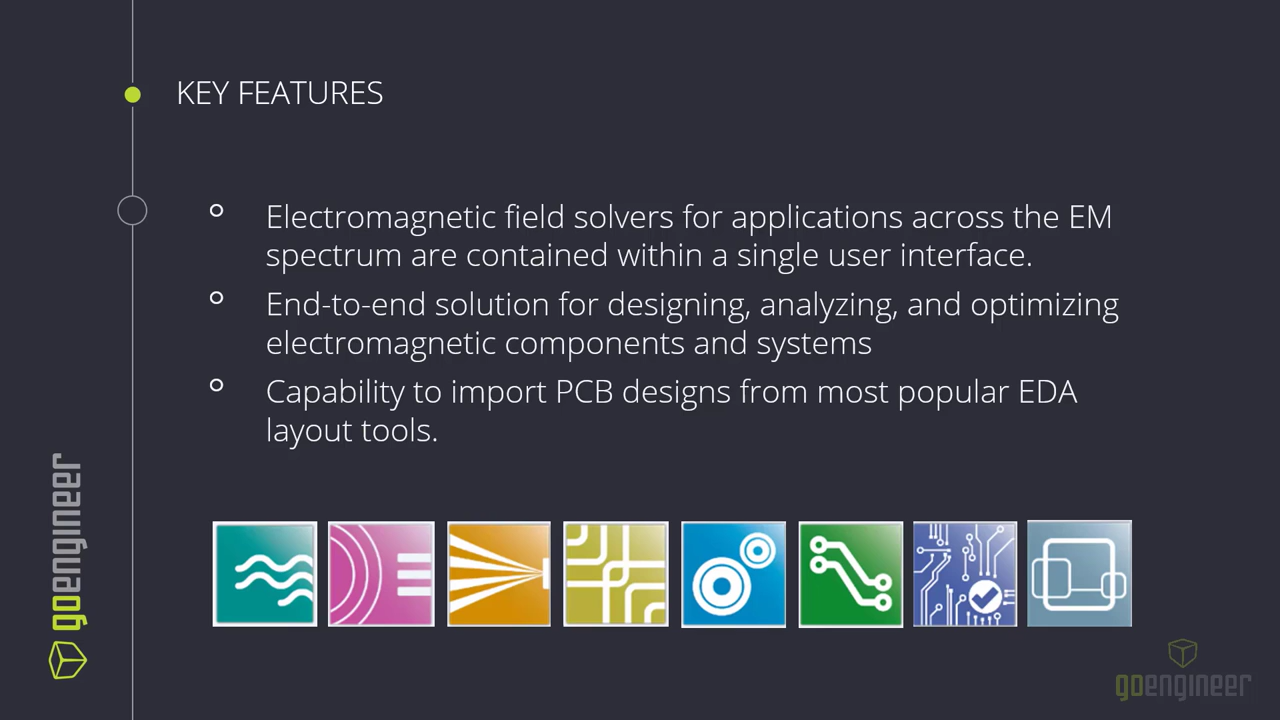 KEY FEATURES
Electromagnetic field solvers for applications across the EM
spectrum are contained within a single user interface.
End-to-end solution for designing, analyzing, and optimizing
electromagnetic components and systems
Capability to import PCB designs from most popular EDA
layout tools.
goengineer
goengineer